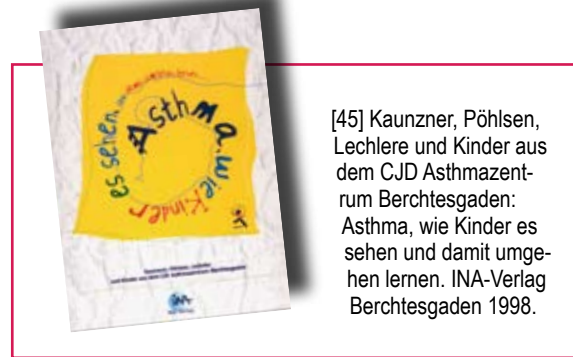 Asthma, wie Kinder
es sehen,
[45] Kaunzner, Pöhlsen,
Lechlere und Kinder aus
dem CJD Asthmazent-
rum Berchtesgaden:
Asthma, wie Kinder es
sehen und damit umge-
hen lernen. INA-Verlag
Berchtesgaden 1998.